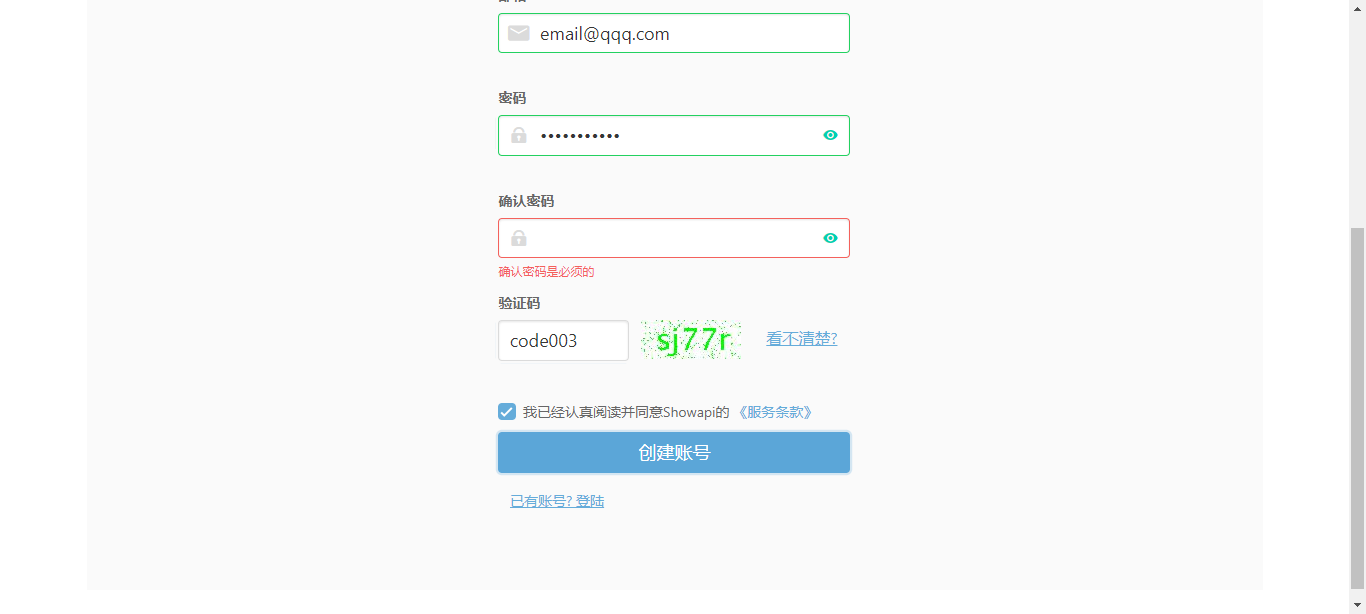 email@qqq.com
密码
•••••••••••
确认密码
确认密码是必须的
验证码
code003 sj77r 看不清楚?
我已经认真阅读并同意Showapi的 《服务条款》
创建账号
已有账号? 登陆